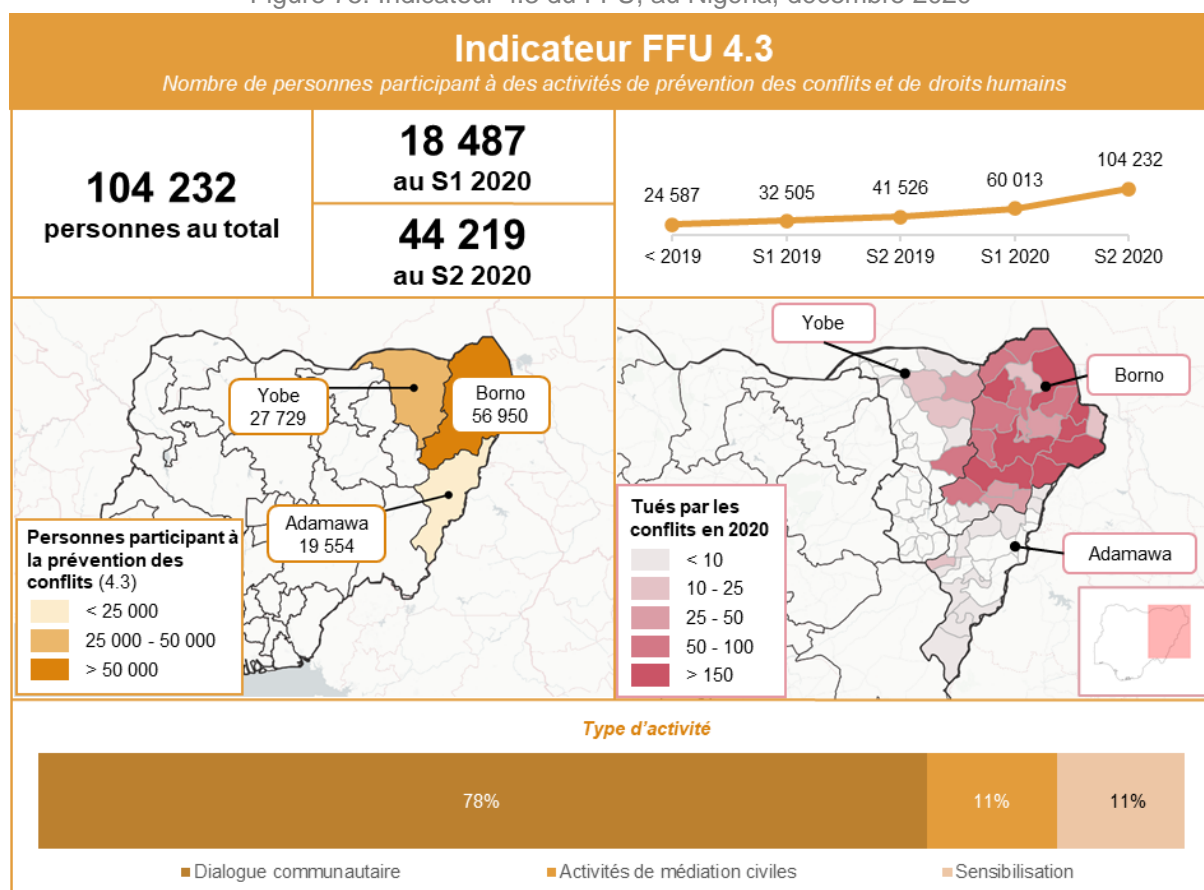 Indicateur FFU 4.3
Nombre de personnes participant à des activités de prévention des conflits et de droits humains
104 232
personnes au total
18 487
au S1 2020
44 219
au S2 2020
24 587
32 505
41 526
60 013
104 232
< 2019
S1 2019
S2 2019
S1 2020
S2 2020
Yobe
27 729
Borno
56 950
Adamawa
19 554
Personnes participant à
la prévention des
conflits (4.3)
< 25 000
25 000 - 50 000
> 50 000
Yobe
Borno
Adamawa
Tués par les
conflits en 2020
< 10
10 - 25
25 - 50
50 - 100
> 150
Type d'activité
78%
11%
11%
Dialogue communautaire
Activités de médiation civiles
Sensibilisation